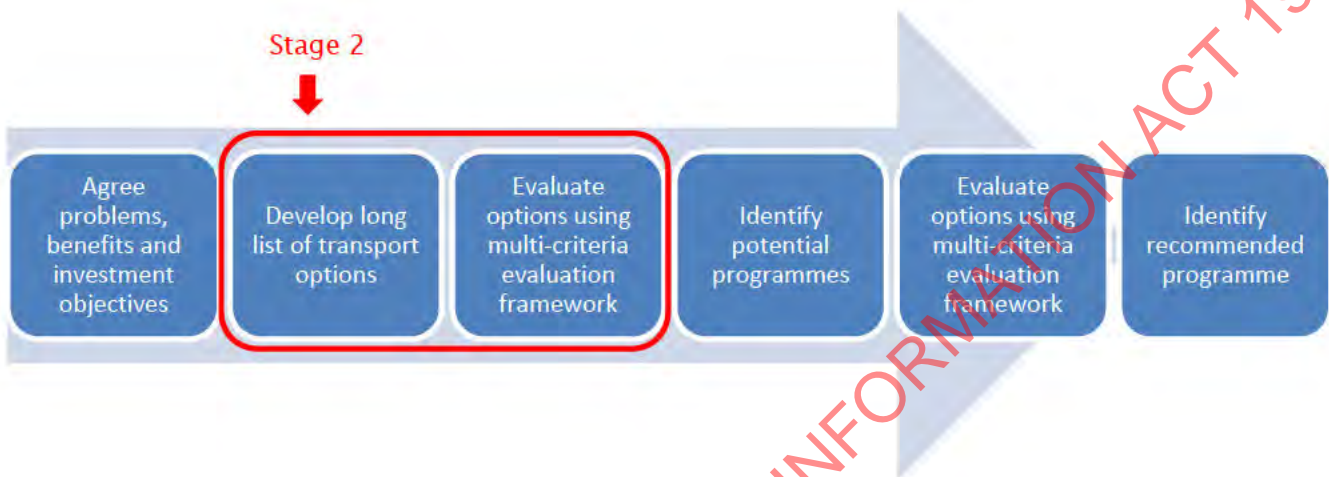 Stage 2
Agree
problems,
benefits and
investment
objectives
Develop long
list of transport
options
Evaluate
options using
multi-criteria
evaluation
framework
Identify
potential
programmes
Evaluate
options using
multi-criteria
evaluation
framework
Identify
recommended
programme
INFORMATION ACT